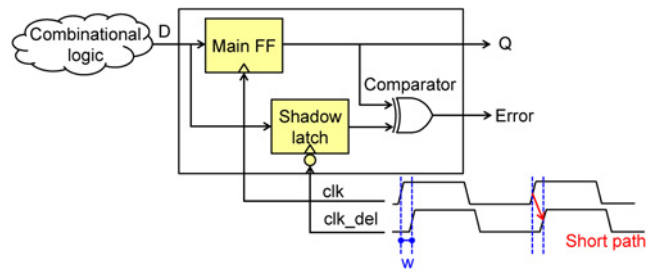 Combinational
logic
D
Main FF
Q
Comparator
Shadow
latch
Error
clk
clk_del
Short path
w